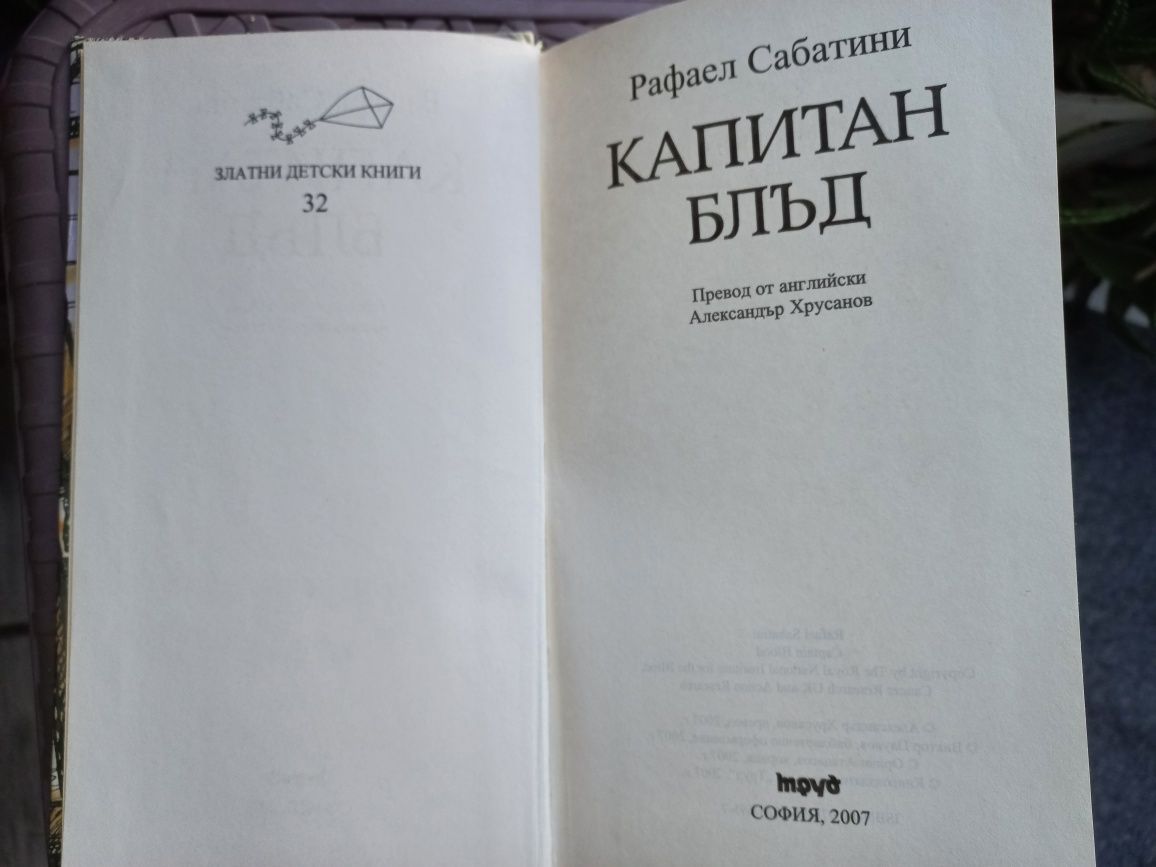 ЗЛАТНИ ДЕТСКИ КНИГИ
32
Рафаел Сабатини
КАПИТАН
БЛЪД
Превод от английски
Александър Хрусанов
труд
СОФИЯ, 2007